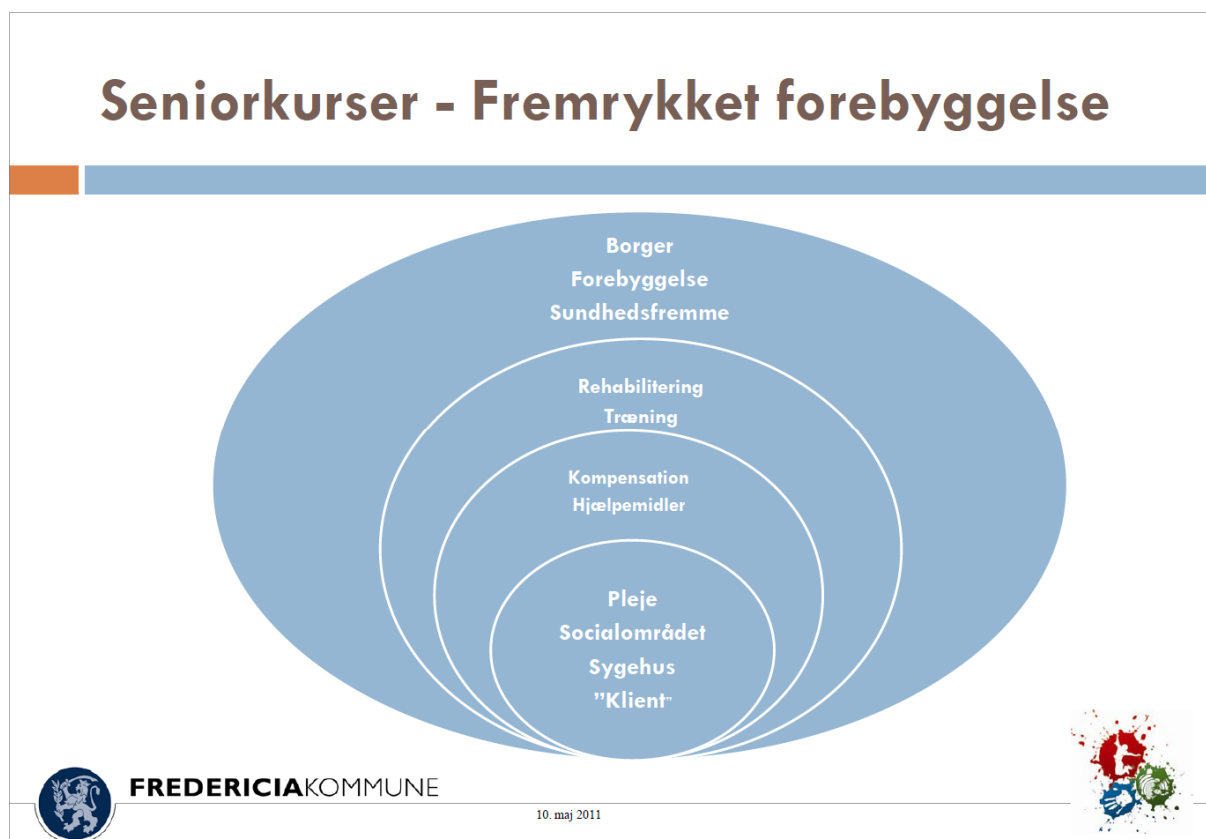 Seniorkurser - Fremrykket forebyggelse
Borger
Forebyggelse
Sundhedsfremme
Rehabilitering
Træning
Kompensation
Hjælpemidler
Pleje
Socialområdet
Sygehus
”Klient”
FREDERICIAKOMMUNE
10. maj 2011